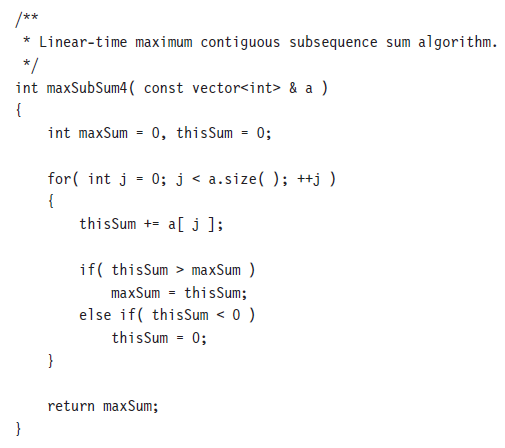 /**
 * Linear-time maximum contiguous subsequence sum algorithm.
 */
int maxSubSum4( const vector<int> & a )
{
    int maxSum = 0, thisSum = 0;

    for( int j = 0; j < a.size( ); ++j )
    {
        thisSum += a[ j ];

        if( thisSum > maxSum )
            maxSum = thisSum;
        else if( thisSum < 0 )
            thisSum = 0;
    }

    return maxSum;
}